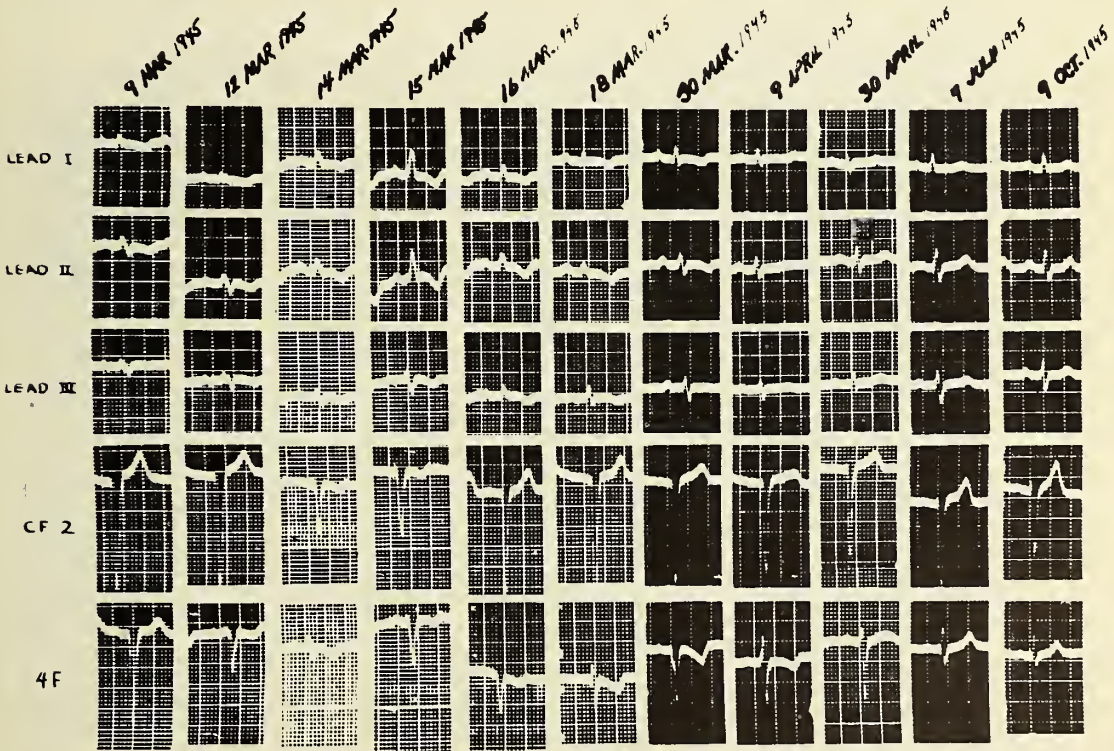 9 MAR 1945
12 MAR 1945
14 MAR. 1945
15 MAR 1945
16 MAR. 1945
18 MAR. 1945
30 MAR. 1945
9 APRIL 1945
30 APRIL 1945
9 JULY 1945
9 OCT. 1945
LEAD I
LEAD II
LEAD III
CF 2
4F